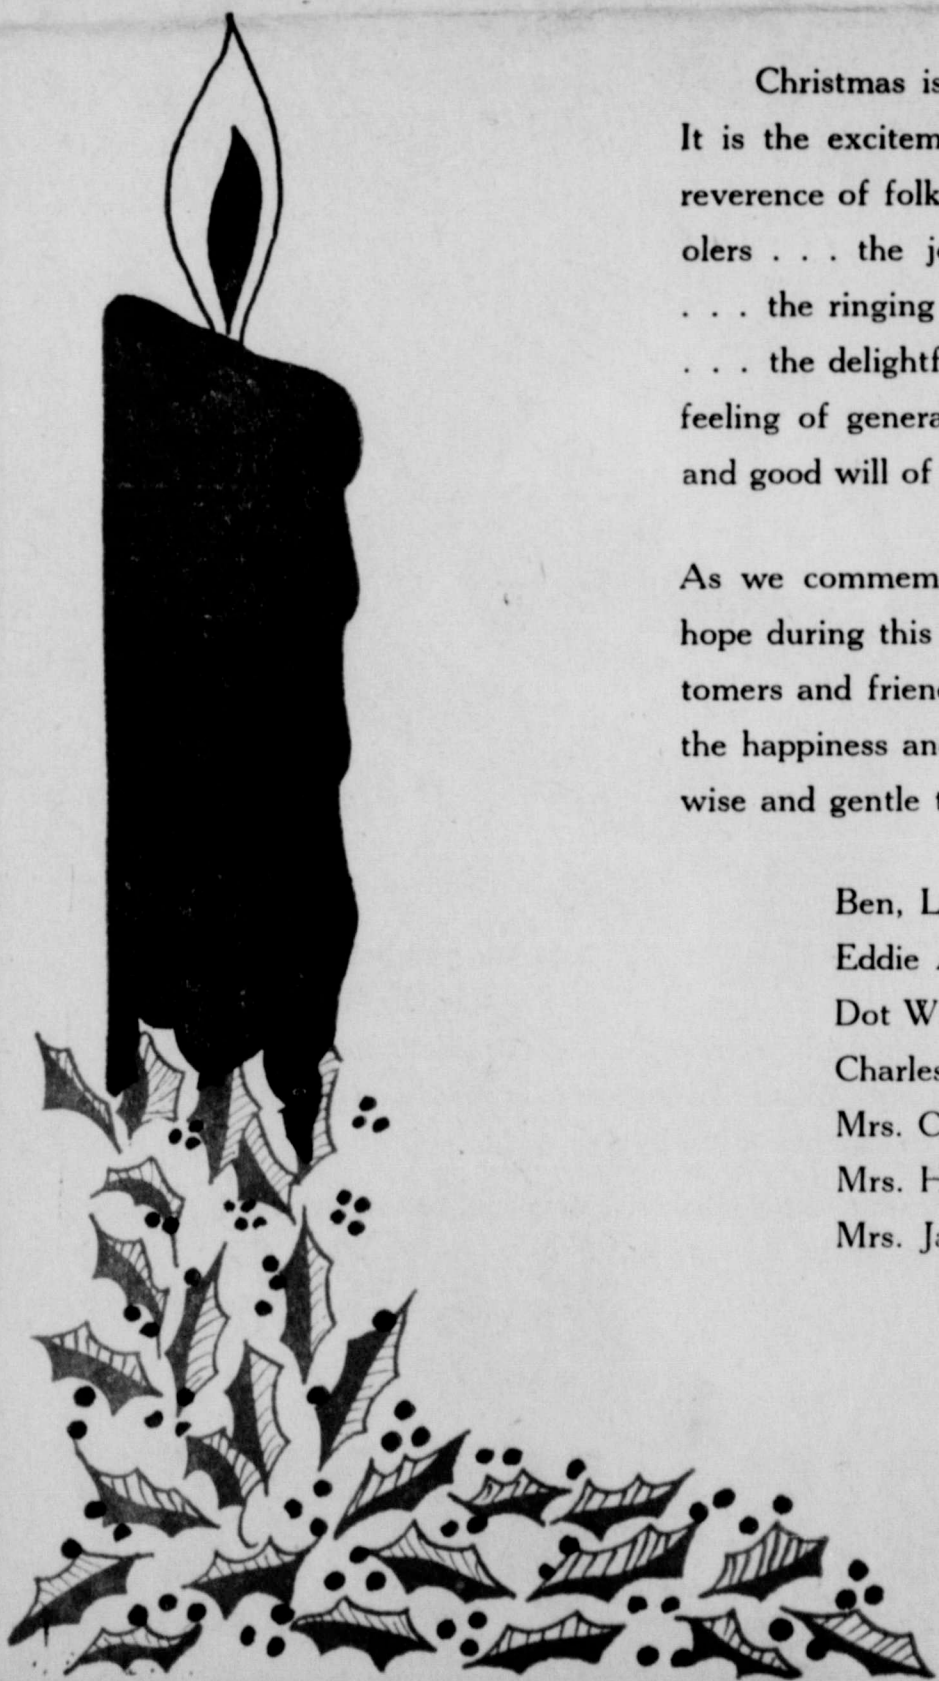 Christmas is
It is the excitem
reverence of folk
olers . . . the j
. . . the ringing
. . . the delightf
feeling of genera
and good will of
As we commem
hope during this
tomers and frien
the happiness an
wise and gentle
Ben, L
Eddie
Dot W
Charles
Mrs.
Mrs. H
Mrs. Ja